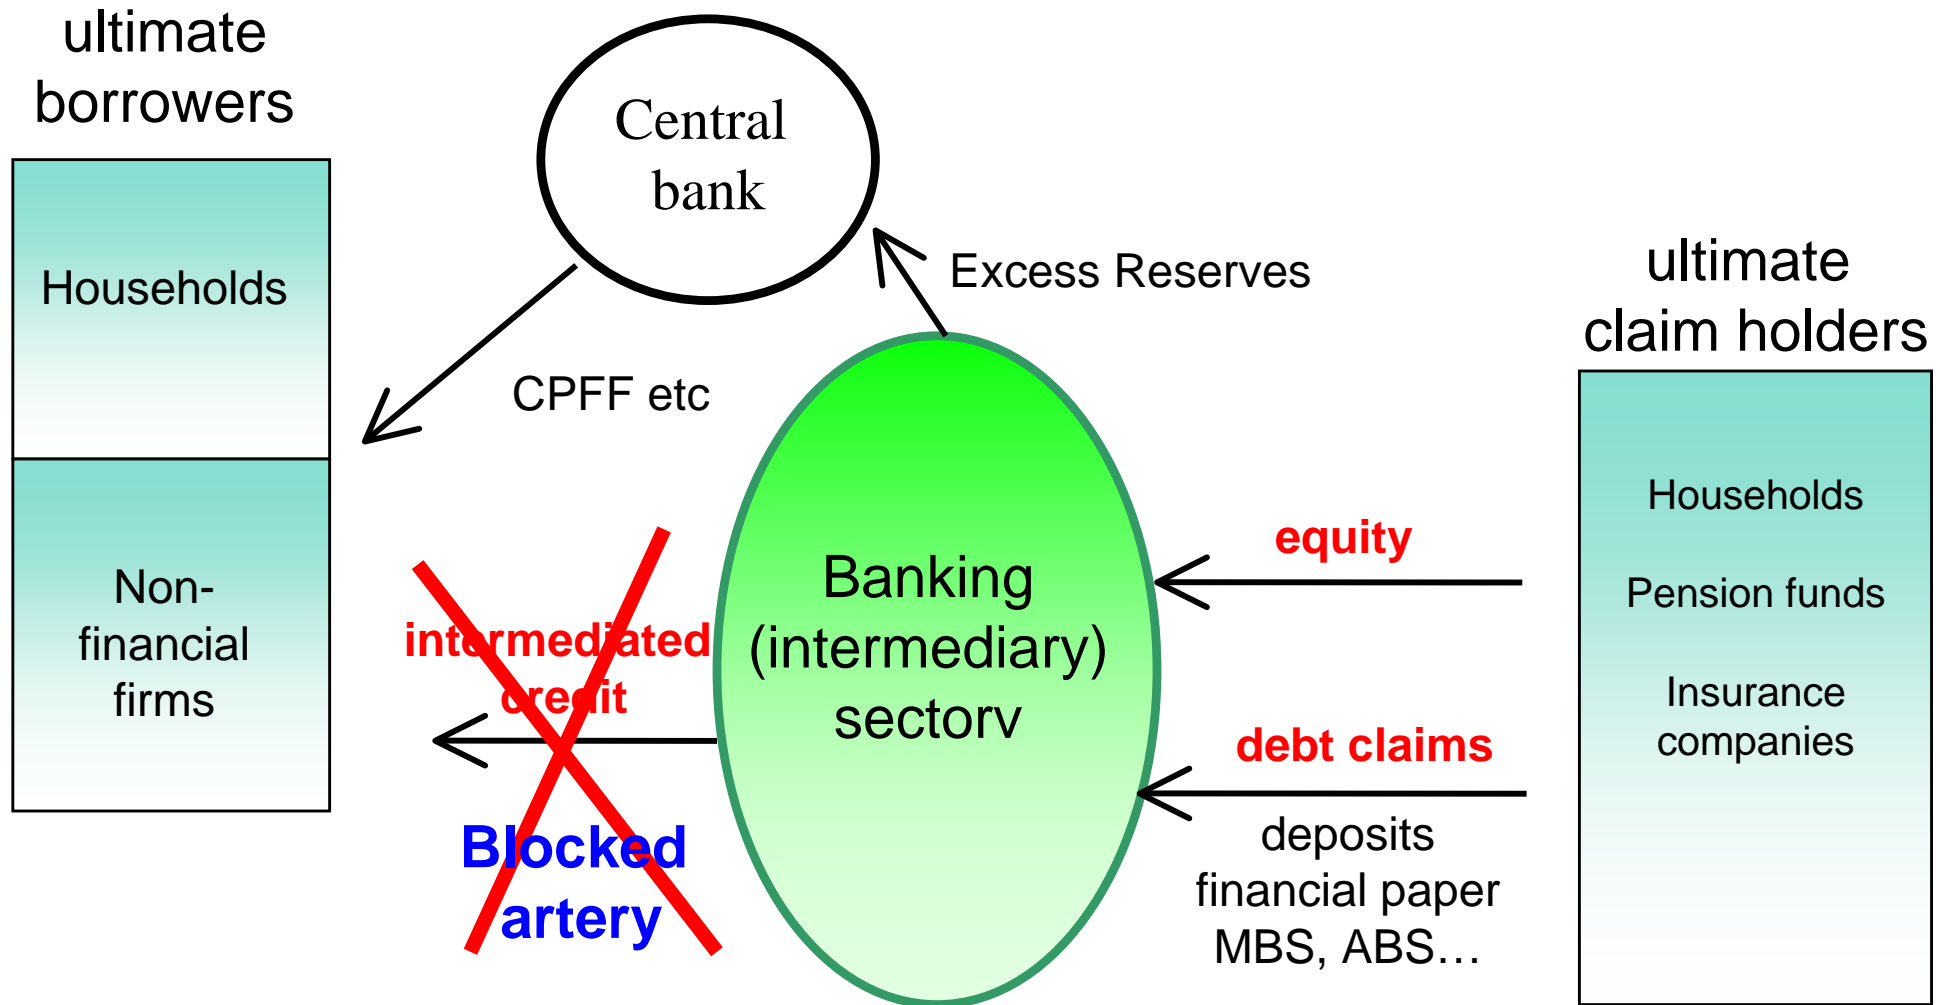 ultimate
borrowers
Households
Non-
financial
firms
Central
bank
Excess Reserves
CPFF etc
intermediated
credit
Blocked
artery
Banking
(intermediary)
sectorv
equity
debt claims
deposits
financial paper
MBS, ABS…
ultimate
claim holders
Households
Pension funds
Insurance
companies